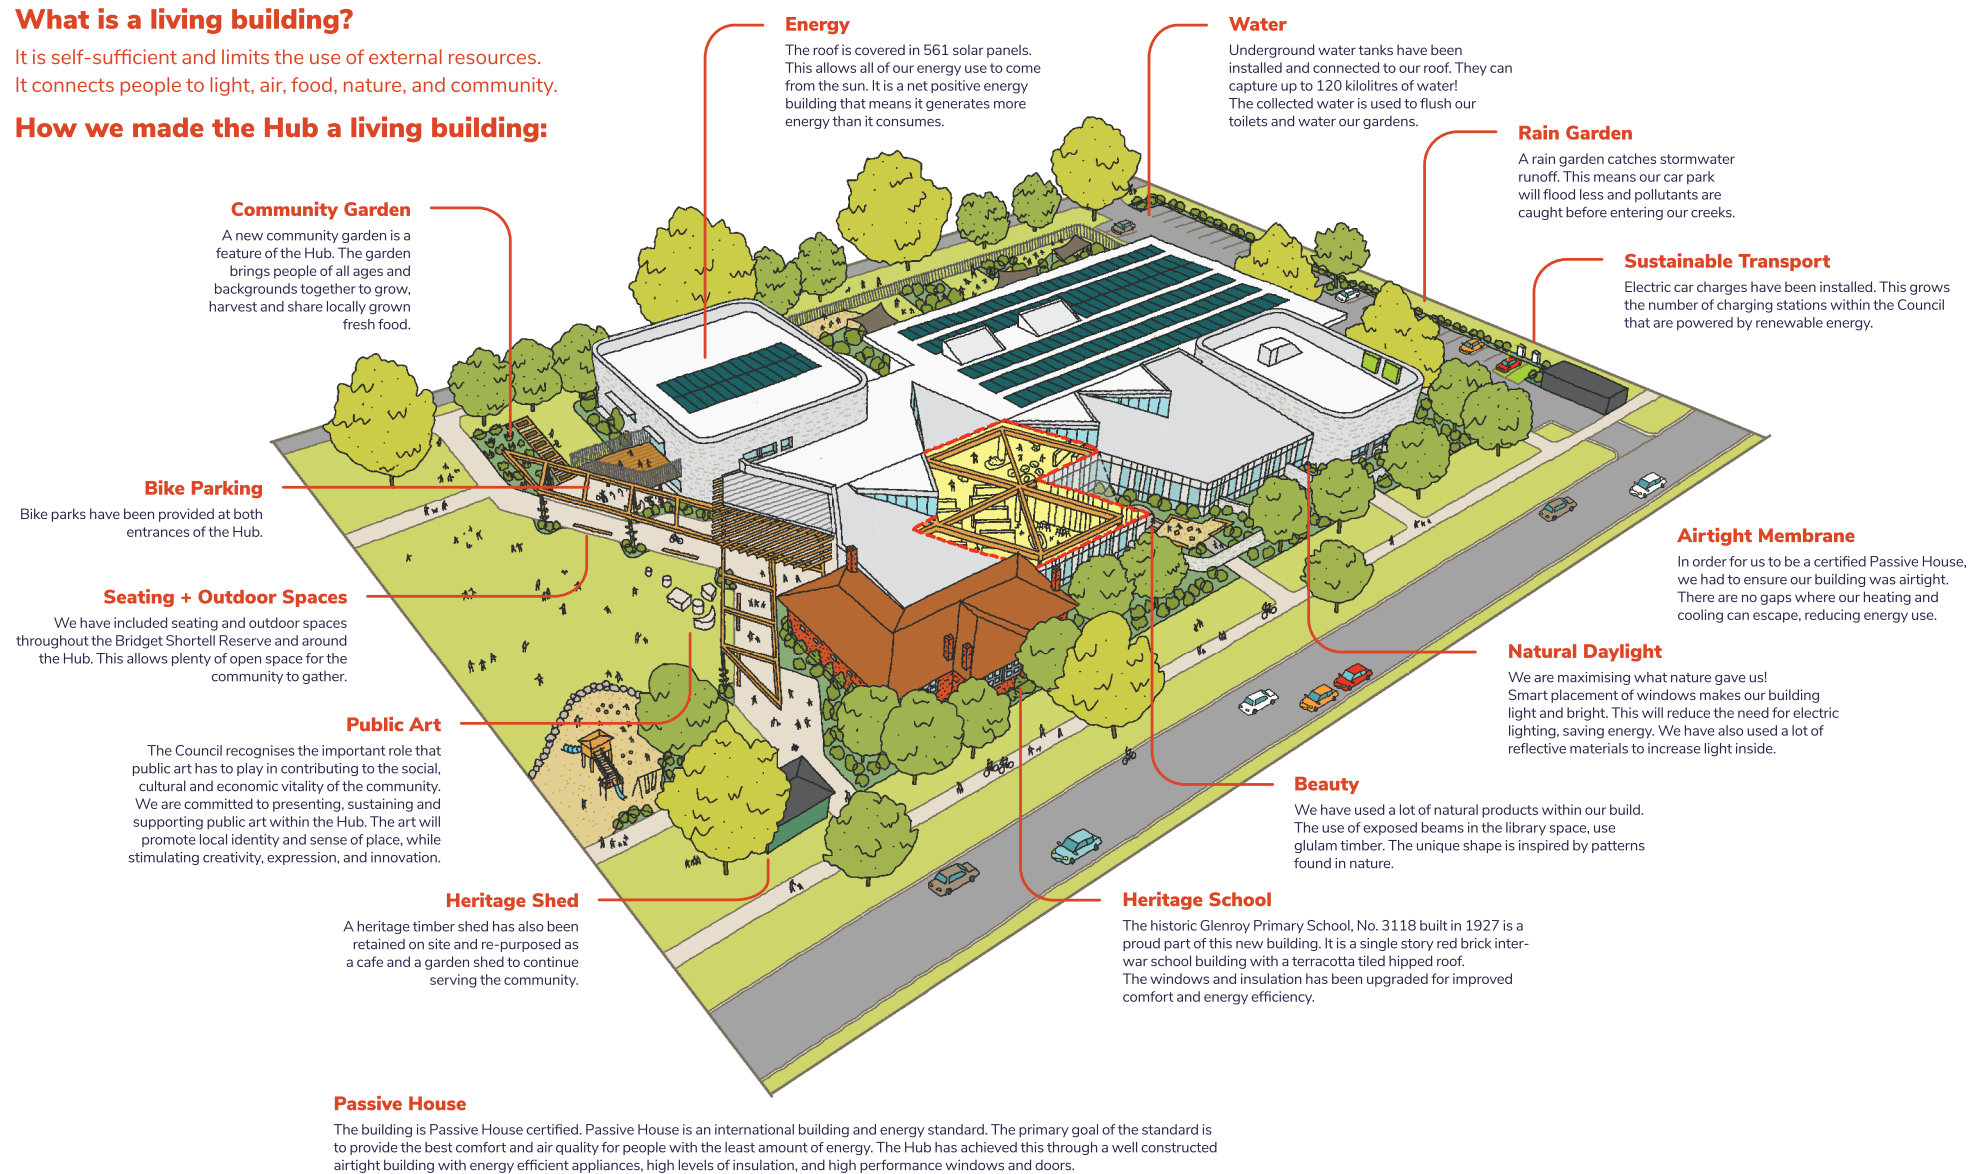 What is a living building?
It is self-sufficient and limits the use of external resources.
It connects people to light, air, food, nature, and community.
How we made the Hub a living building:
Energy
The roof is covered in 561 solar panels.
This allows all of our energy use to come
from the sun. It is a net positive energy
building that means it generates more
energy than it consumes.
Water
Underground water tanks have been
installed and connected to our roof. They can
capture up to 120 kilolitres of water!
The collected water is used to flush our
toilets and water our gardens.
Rain Garden
A rain garden catches stormwater
runoff. This means our car park
will flood less and pollutants are
caught before entering our creeks.
Sustainable Transport
Electric car charges have been installed. This grows
the number of charging stations within the Council
that are powered by renewable energy.
Community Garden
A new community garden is a
feature of the Hub. The garden
brings people of all ages and
backgrounds together to grow,
harvest and share locally grown
fresh food.
Bike Parking
Bike parks have been provided at both
entrances of the Hub.
Seating + Outdoor Spaces
We have included seating and outdoor spaces
throughout the Bridget Shortell Reserve and around
the Hub. This allows plenty of open space for the
community to gather.
Public Art
The Council recognises the important role that
public art has to play in contributing to the social,
cultural and economic vitality of the community.
We are committed to presenting, sustaining and
supporting public art within the Hub. The art will
promote local identity and sense of place, while
stimulating creativity, expression, and innovation.
Heritage Shed
A heritage timber shed has also been
retained on site and re-purposed as
a cafe and a garden shed to continue
serving the community.
Airtight Membrane
In order for us to be a certified Passive House,
we had to ensure our building was airtight.
There are no gaps where our heating and
cooling can escape, reducing energy use.
Natural Daylight
We are maximising what nature gave us!
Smart placement of windows makes our building
light and bright. This will reduce the need for electric
lighting, saving energy. We have also used a lot of
reflective materials to increase light inside.
Beauty
We have used a lot of natural products within our build.
The use of exposed beams in the library space, use
glulam timber. The unique shape is inspired by patterns
found in nature.
Heritage School
The historic Glenroy Primary School, No. 3118 built in 1927 is a
proud part of this new building. It is a single story red brick inter-
war school building with a terracotta tiled hipped roof.
The windows and insulation has been upgraded for improved
comfort and energy efficiency.
Passive House
The building is Passive House certified. Passive House is an international building and energy standard. The primary goal of the standard is
to provide the best comfort and air quality for people with the least amount of energy. The Hub has achieved this through a well constructed
airtight building with energy efficient appliances, high levels of insulation, and high performance windows and doors.